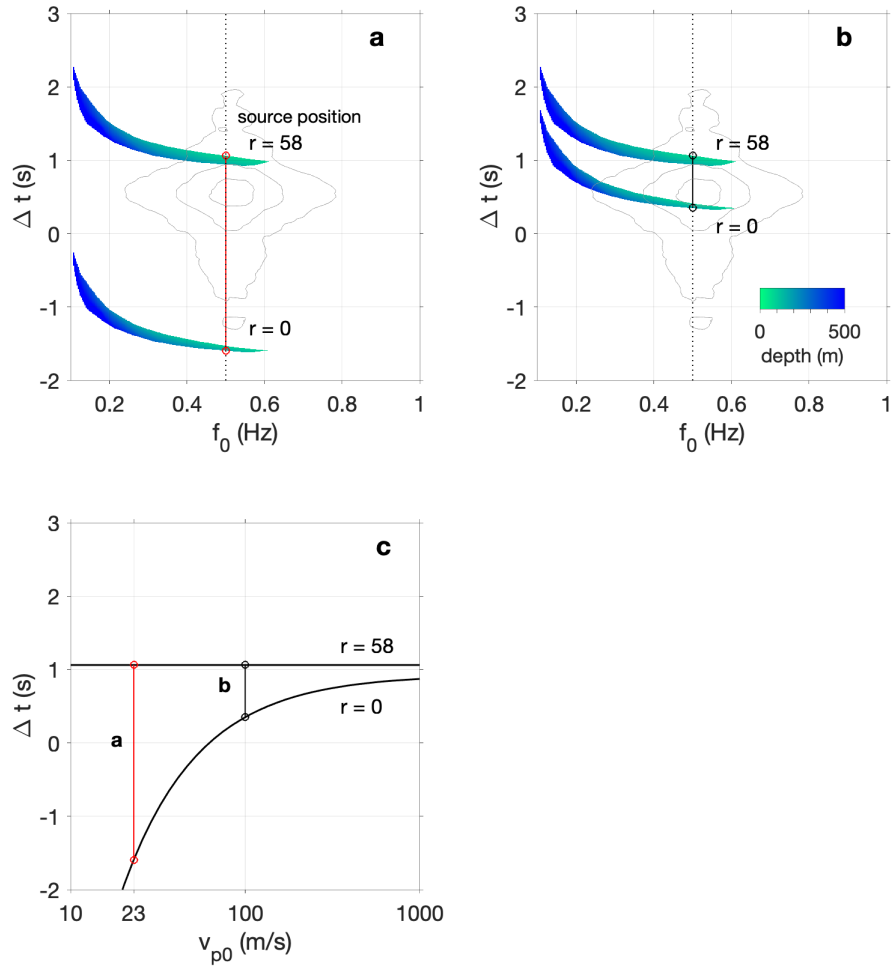 a
3
2
1
0
-1
-2
Δ t (s)
source position
r = 58
r = 0
0.2 0.4 0.6 0.8 1
f0 (Hz)
b
3
2
1
0
-1
-2
Δ t (s)
r = 58
r = 0
0 500
depth (m)
0.2 0.4 0.6 0.8 1
f0 (Hz)
c
3
2
1
0
-1
-2
Δ t (s)
r = 58
b
r = 0
a
10 23 100 1000
vp0 (m/s)